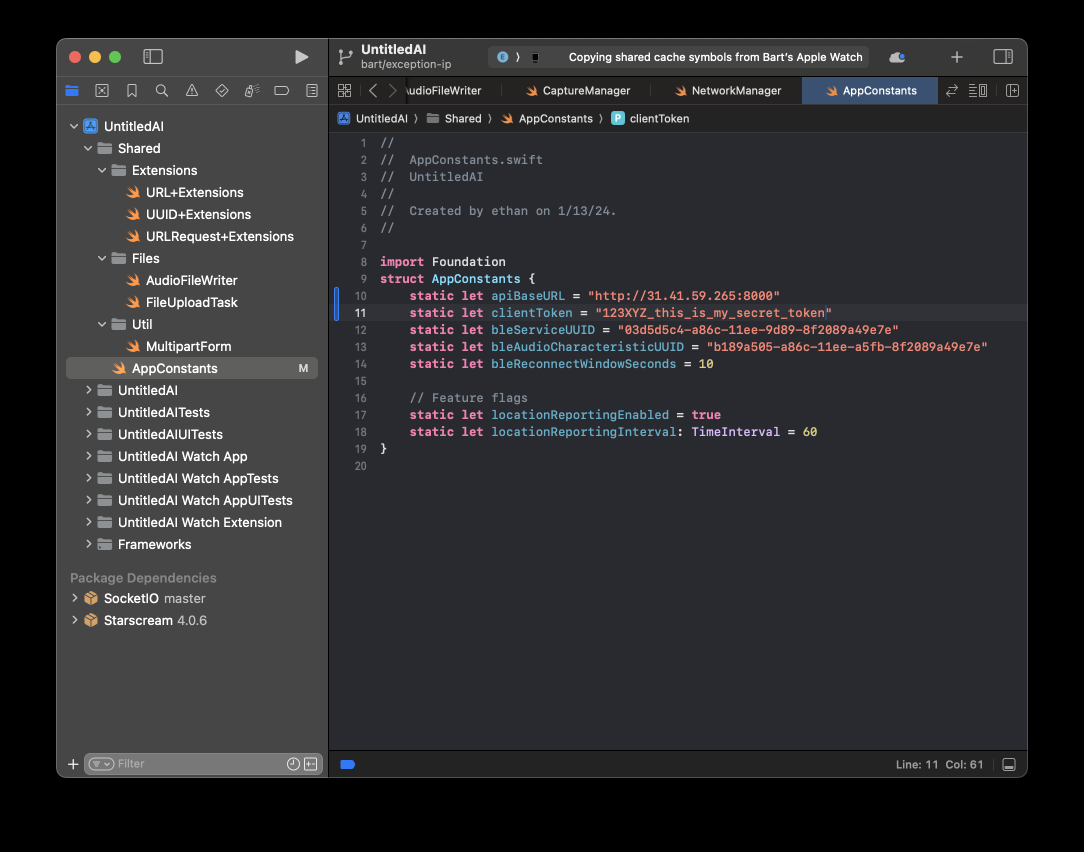 UntitledAI
bart/exception-ip
E
Copying shared cache symbols from Bart's Apple Watch
UntitledAI
Shared
Extensions
URL+Extensions
UUID+Extensions
URLRequest+Extensions
Files
AudioFileWriter
FileUploadTask
Util
MultipartForm
AppConstants M
UntitledAI
UntitledAITests
UntitledAIUITests
UntitledAI Watch App
UntitledAI Watch AppTests
UntitledAI Watch AppUITests
UntitledAI Watch Extension
Frameworks
Package Dependencies
SocketIO master
Starscream 4.0.6
Filter
udioFileWriter CaptureManager NetworkManager AppConstants
UntitledAI ⟩ Shared ⟩ AppConstants ⟩ P clientToken
1 //
2 //  AppConstants.swift
3 //  UntitledAI
4 //
5 //  Created by ethan on 1/13/24.
6 //
7
8 import Foundation
9 struct AppConstants {
10     static let apiBaseURL = "http://31.41.59.265:8000"
11     static let clientToken = "123XYZ_this_is_my_secret_token"
12     static let bleServiceUUID = "03d5d5c4-a86c-11ee-9d89-8f2089a49e7e"
13     static let bleAudioCharacteristicUUID = "b189a505-a86c-11ee-a5fb-8f2089a49e7e"
14     static let bleReconnectWindowSeconds = 10
15
16     // Feature flags
17     static let locationReportingEnabled = true
18     static let locationReportingInterval: TimeInterval = 60
19 }
20
Line: 11 Col: 61